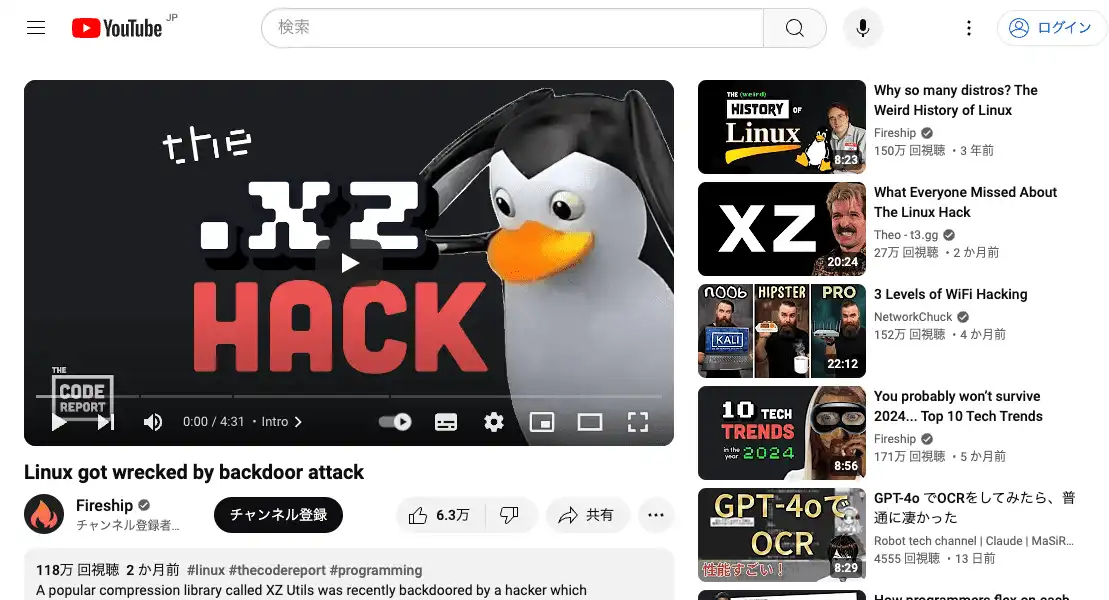 YouTube JP
検索
ログイン
the
.XZ
HACK
THE
CODE
REPORT
0:00 / 4:31 • Intro
Linux got wrecked by backdoor attack
Fireship
チャンネル登録者...
チャンネル登録
6.3万
共有
118万 回視聴 2 か月前 #linux #thecodereport #programming
A popular compression library called XZ Utils was recently backdoored by a hacker which
THE (weird)
HISTORY OF
Linux
8:23
Why so many distros? The
Weird History of Linux
Fireship
150万 回視聴 ・3 年前
XZ
20:24
What Everyone Missed About
The Linux Hack
Theo - t3.gg
27万 回視聴 ・2 か月前
NOOb HIPSTER PRO
KALI
22:12
3 Levels of WiFi Hacking
NetworkChuck
152万 回視聴 ・4 か月前
10 TECH
TRENDS
in the year 2024
8:56
You probably won’t survive
2024... Top 10 Tech Trends
Fireship
171万 回視聴 ・5 か月前
GPT-4oで
OCR
性能すごい！
8:29
GPT-4o でOCRをしてみたら、普
通に凄かった
Robot tech channel | Claude | MaSiR...
4555 回視聴 ・13 日前
How programmers flex on each